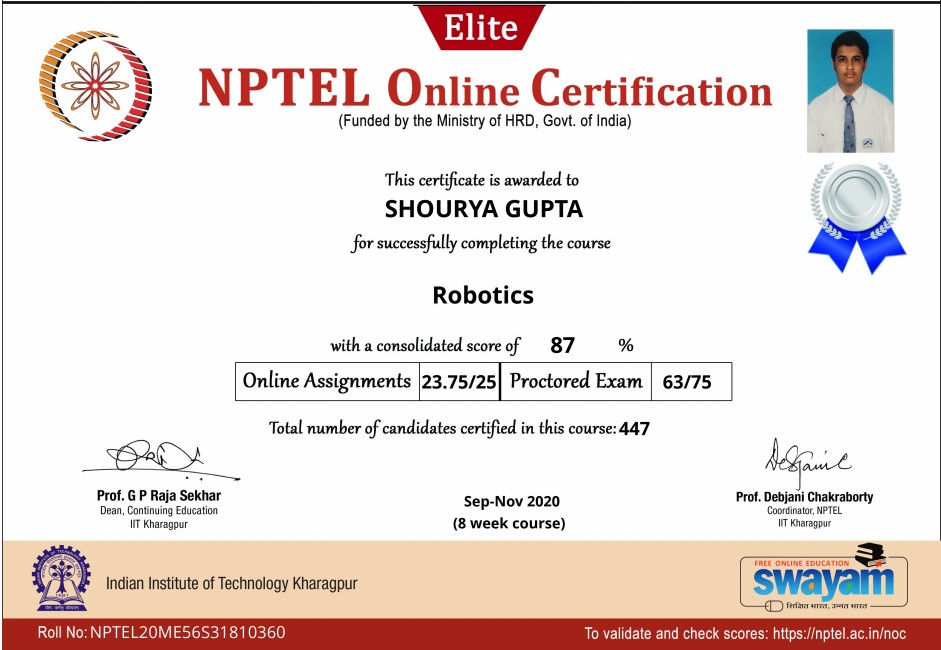 Elite
NPTEL Online Certification
(Funded by the Ministry of HRD, Govt. of India)
This certificate is awarded to
SHOURYA GUPTA
for successfully completing the course
Robotics
with a consolidated score of 87 %
Online Assignments 23.75/25 Proctored Exam 63/75
Total number of candidates certified in this course: 447
Prof. G P Raja Sekhar
Dean, Continuing Education
IIT Kharagpur
Sep-Nov 2020
(8 week course)
Prof. Debjani Chakraborty
Coordinator, NPTEL
IIT Kharagpur
Indian Institute of Technology Kharagpur
FREE ONLINE EDUCATION
swayam
शिक्षित भारत, उन्नत भारत
Roll No: NPTEL20ME56S31810360
To validate and check scores: https://nptel.ac.in/noc